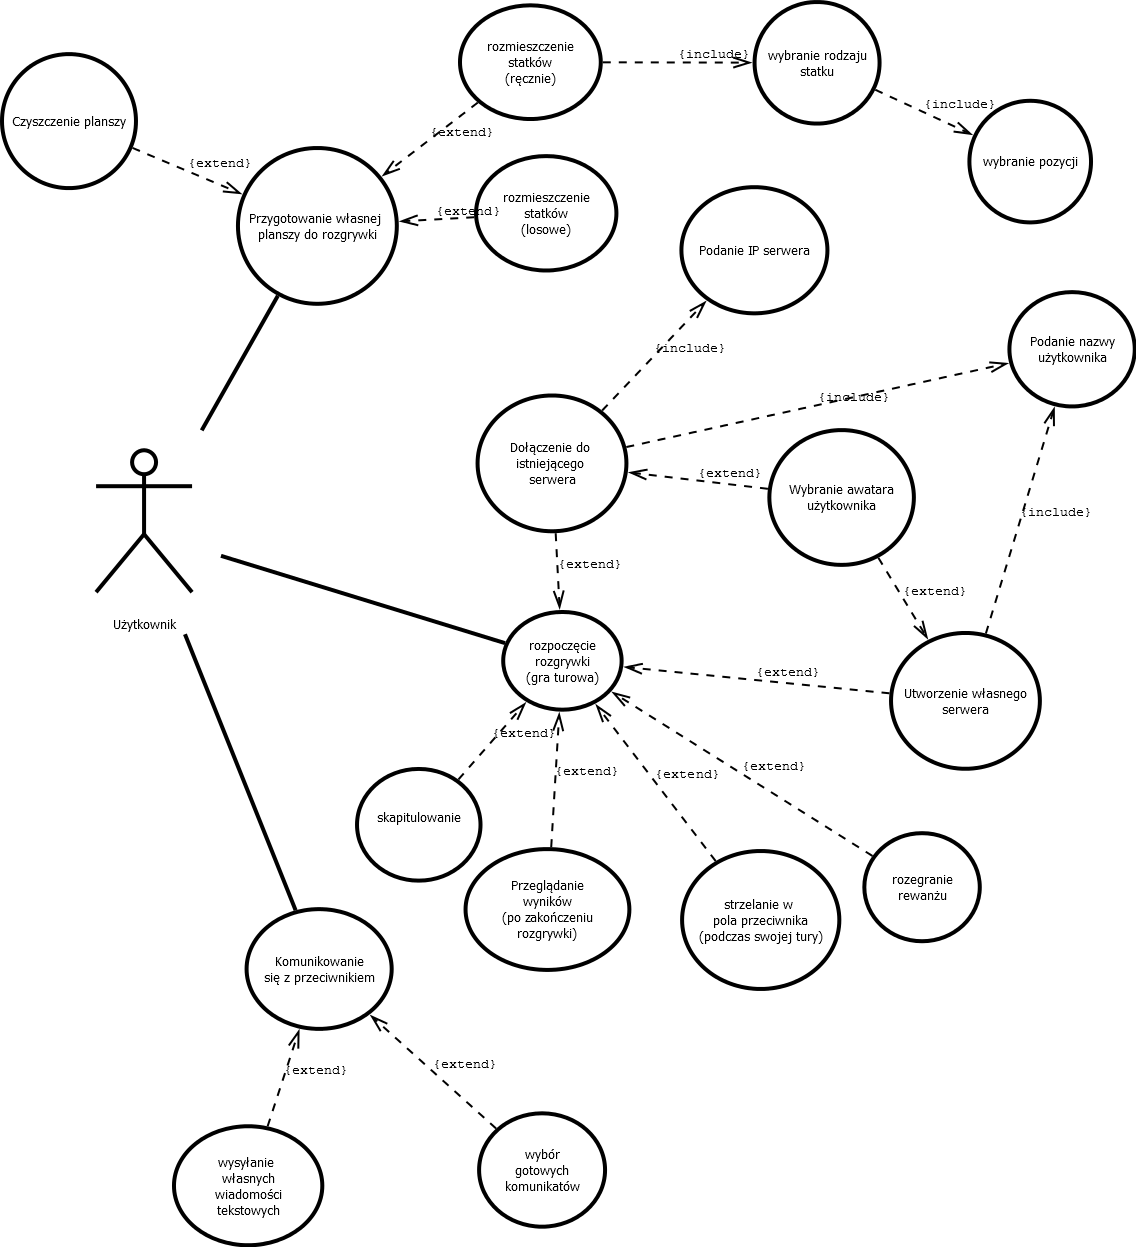 rozmieszczenie
statków
(ręcznie)
{include}
wybranie rodzaju
statku
Czyszczenie planszy
{extend}
{extend}
{include}
wybranie pozycji
Przygotowanie własnej
planszy do rozgrywki
{extend}
rozmieszczenie
statków
(losowe)
Podanie IP serwera
{include}
Podanie nazwy
użytkownika
{include}
Dołączenie do
istniejącego
serwera
{extend}
Wybranie awatara
użytkownika
{include}
{extend}
{extend}
Użytkownik
rozpoczęcie
rozgrywki
(gra turowa)
{extend}
Utworzenie własnego
serwera
{extend}
{extend}
{extend}
{extend}
skapitulowanie
Przeglądanie
wyników
(po zakończeniu
rozgrywki)
strzelanie w
pola przeciwnika
(podczas swojej tury)
rozegranie
rewanżu
Komunikowanie
się z przeciwnikiem
{extend}
{extend}
wysyłanie
własnych
wiadomości
tekstowych
wybór
gotowych
komunikatów